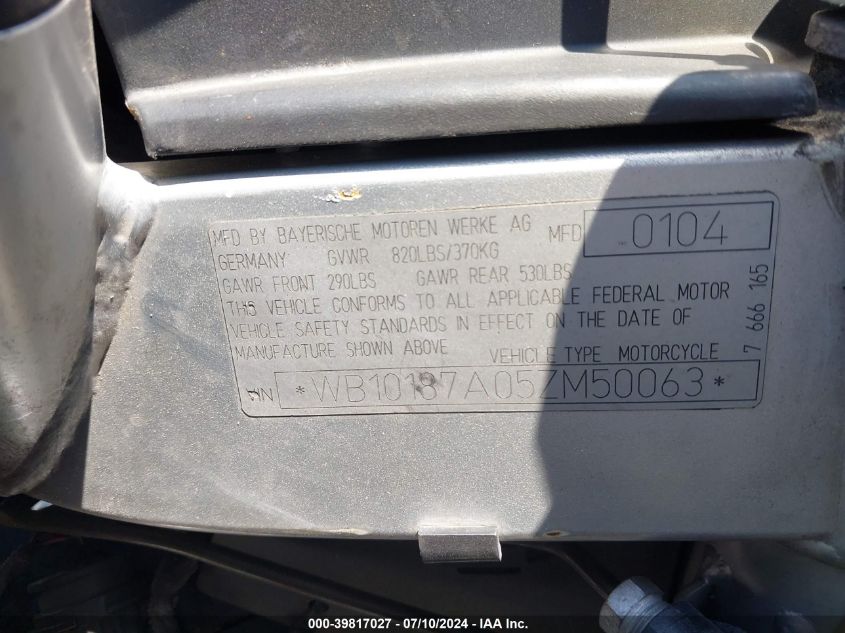 MFD BY BAYERISCHE MOTOREN WERKE AG MFD 0104
GERMANY GVWR 820LBS/370KG
GAWR FRONT 290LBS GAWR REAR 530LBS
THIS VEHICLE CONFORMS TO ALL APPLICABLE FEDERAL MOTOR
VEHICLE SAFETY STANDARDS IN EFFECT ON THE DATE OF
MANUFACTURE SHOWN ABOVE VEHICLE TYPE MOTORCYCLE
VIN *WB10187A05ZM50063*
7 666 165
000-39817027 - 07/10/2024 - IAA Inc.